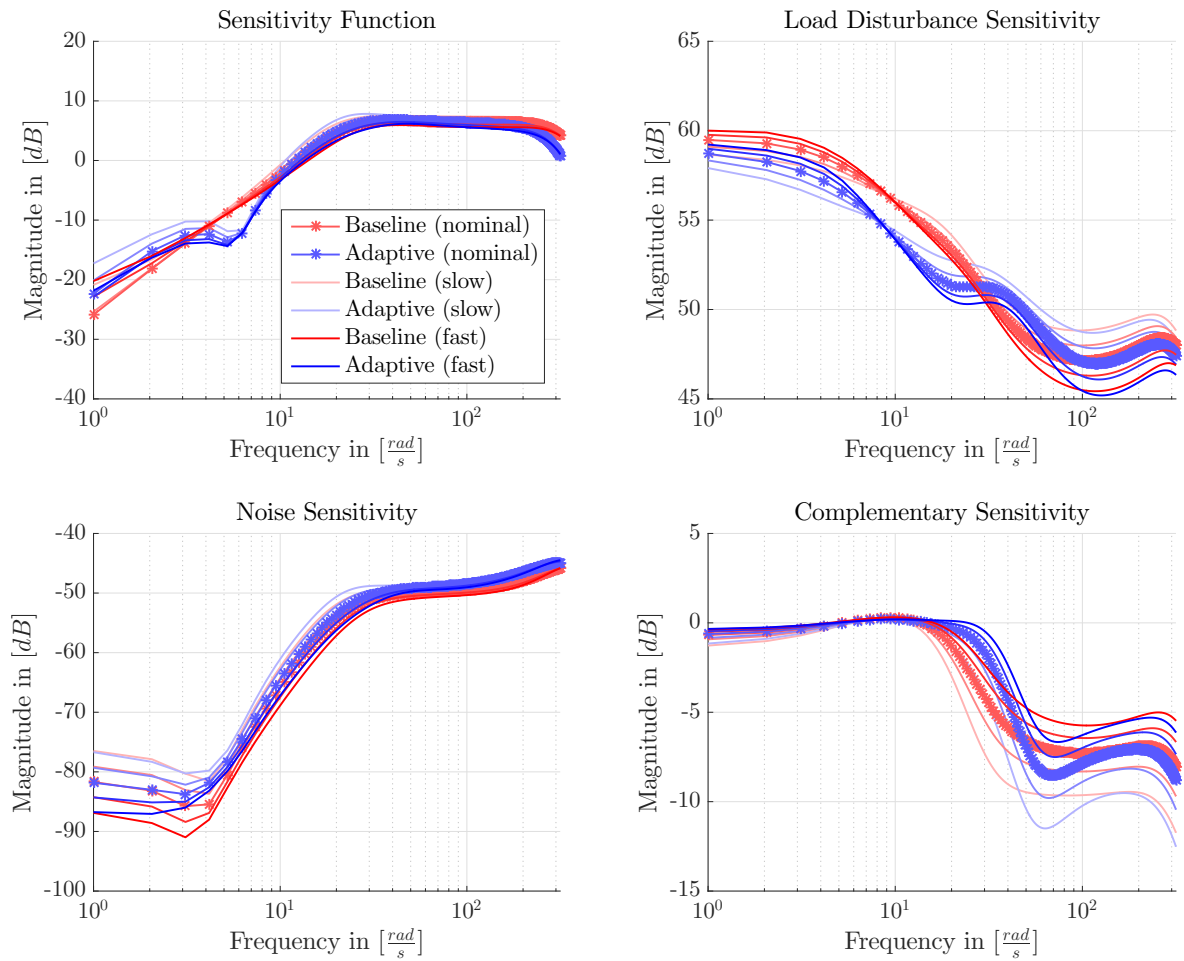 Sensitivity Function
20
10
0
-10
-20
-30
-40
Magnitude in [dB]
10^0
10^1
10^2
Frequency in [rad/s]
Baseline (nominal)
Adaptive (nominal)
Baseline (slow)
Adaptive (slow)
Baseline (fast)
Adaptive (fast)
Load Disturbance Sensitivity
65
60
55
50
45
Magnitude in [dB]
10^0
10^1
10^2
Frequency in [rad/s]
Noise Sensitivity
-40
-50
-60
-70
-80
-90
-100
Magnitude in [dB]
10^0
10^1
10^2
Frequency in [rad/s]
Complementary Sensitivity
5
0
-5
-10
-15
Magnitude in [dB]
10^0
10^1
10^2
Frequency in [rad/s]